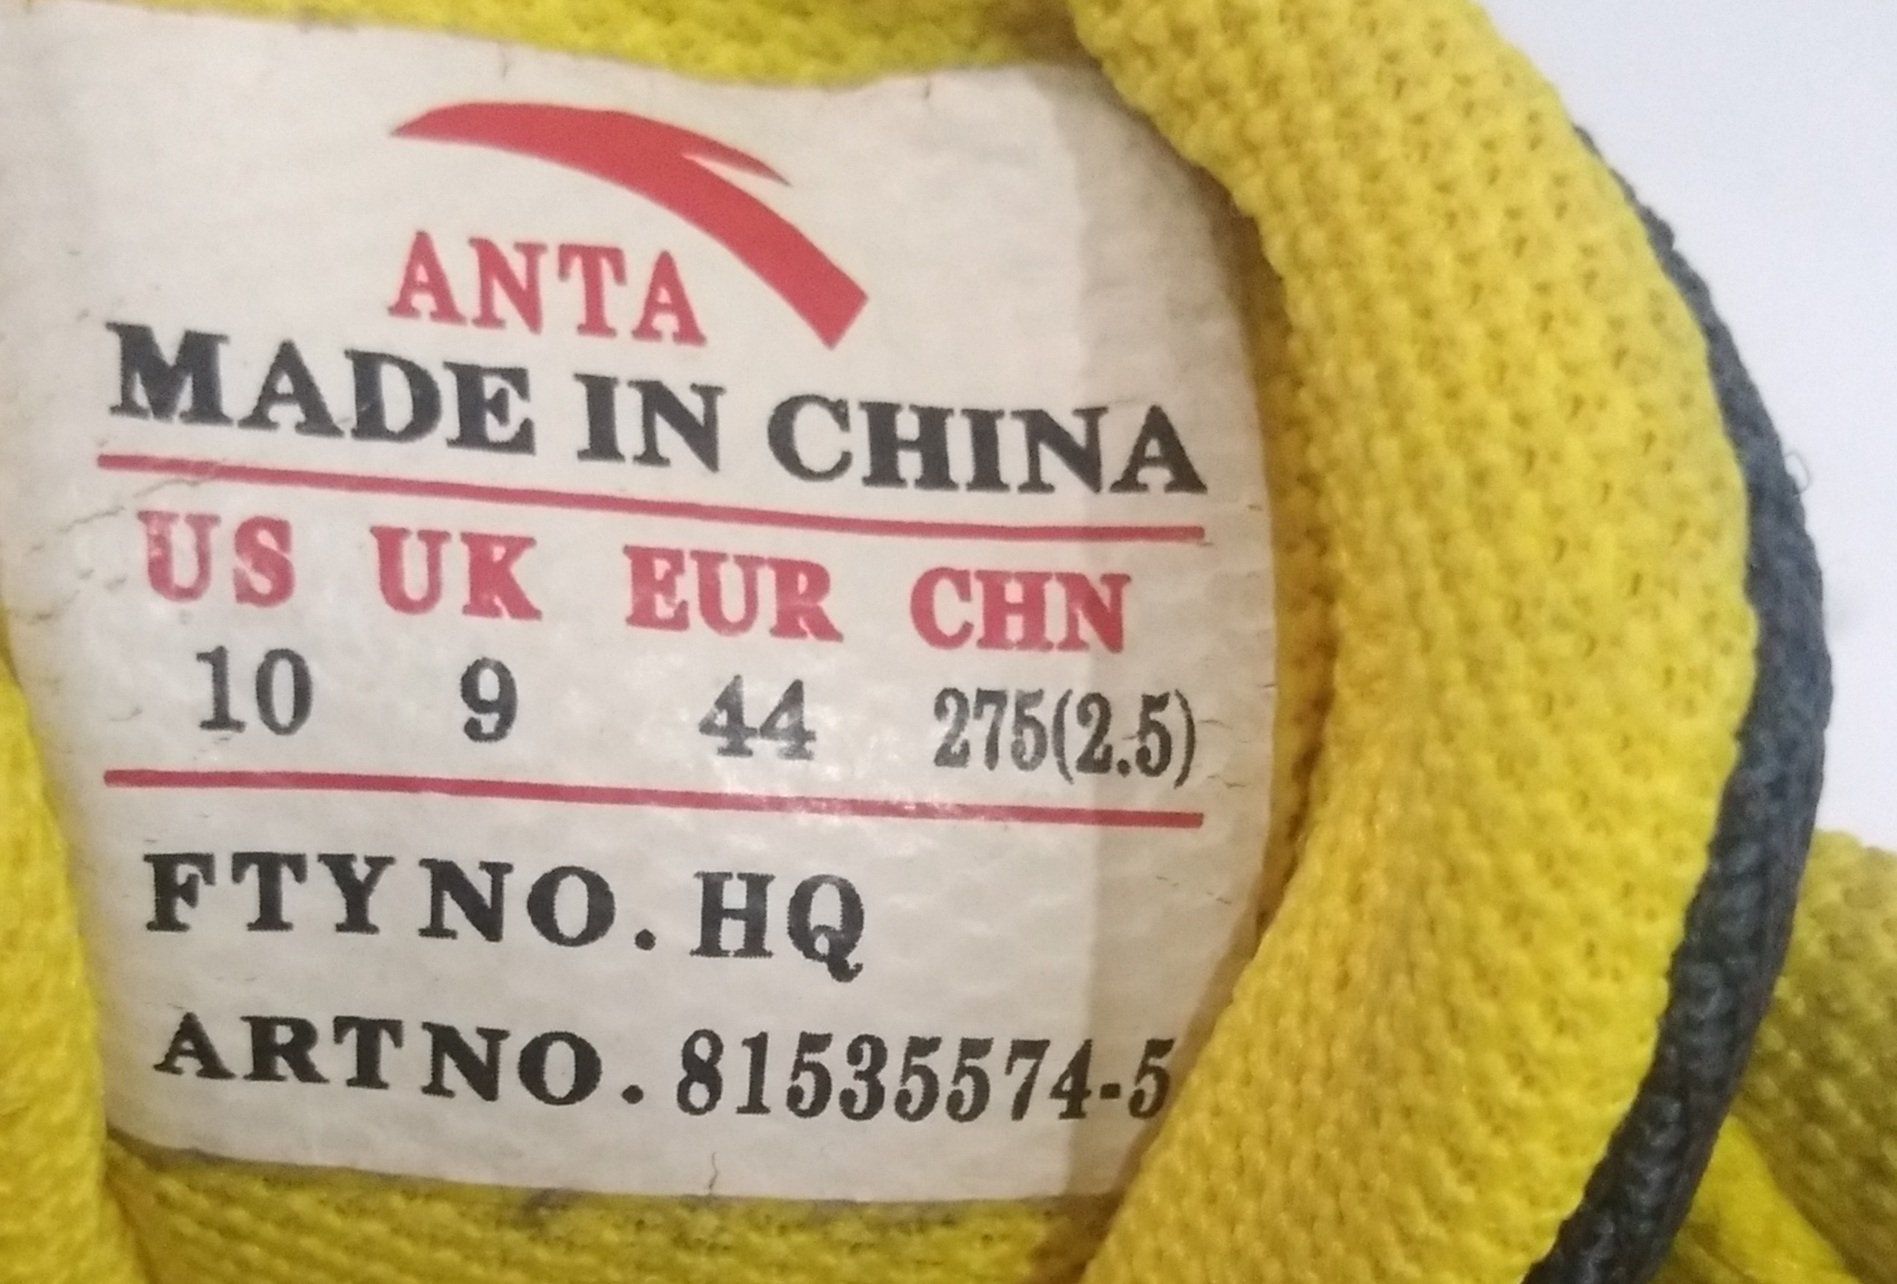 ANTA
MADE IN CHINA
US UK EUR CHN
10 9 44 275(2.5)
FTY NO. HQ
ART NO. 81535574-5